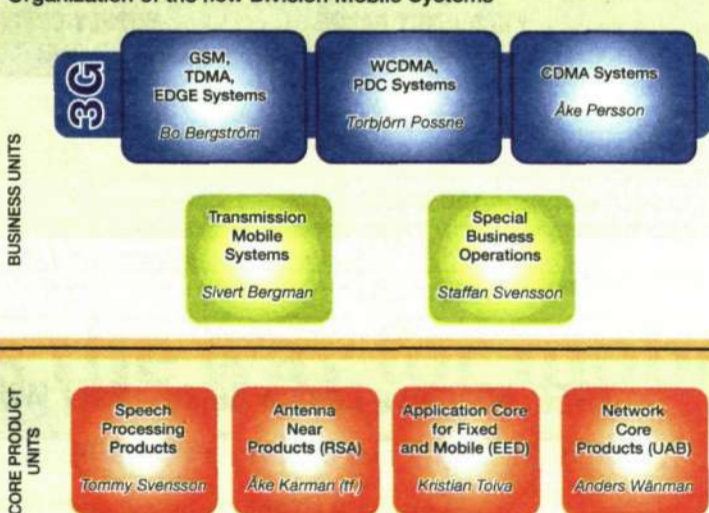 Organization of the new Division Mobile Systems
3G
GSM,
TDMA,
EDGE Systems
Bo Bergström
WCDMA,
PDC Systems
Torbjörn Possne
CDMA Systems
Åke Persson
BUSINESS UNITS
Transmission
Mobile
Systems
Sivert Bergman
Special
Business
Operations
Staffan Svensson
CORE PRODUCT
UNITS
Speech
Processing
Products
Tommy Svensson
Antenna
Near
Products (RSA)
Åke Karman (tf)
Application Core
for Fixed
and Mobile (EED)
Kristian Toiva
Network
Core
Products (UAB)
Anders Wänman